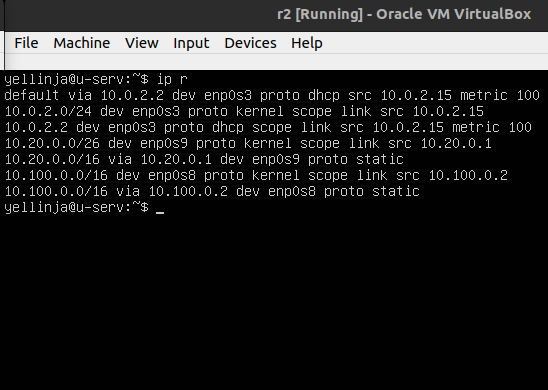 r2 [Running] - Oracle VM VirtualBox
File Machine View Input Devices Help
yellinja@u-serv:~$ ip r
default via 10.0.2.2 dev enp0s3 proto dhcp src 10.0.2.15 metric 100
10.0.2.0/24 dev enp0s3 proto kernel scope link src 10.0.2.15
10.0.2.2 dev enp0s3 proto dhcp scope link src 10.0.2.15 metric 100
10.20.0.0/26 dev enp0s9 proto kernel scope link src 10.20.0.1
10.20.0.0/16 via 10.20.0.1 dev enp0s9 proto static
10.100.0.0/16 dev enp0s8 proto kernel scope link src 10.100.0.2
10.100.0.0/16 via 10.100.0.2 dev enp0s8 proto static
yellinja@u-serv:~$ _